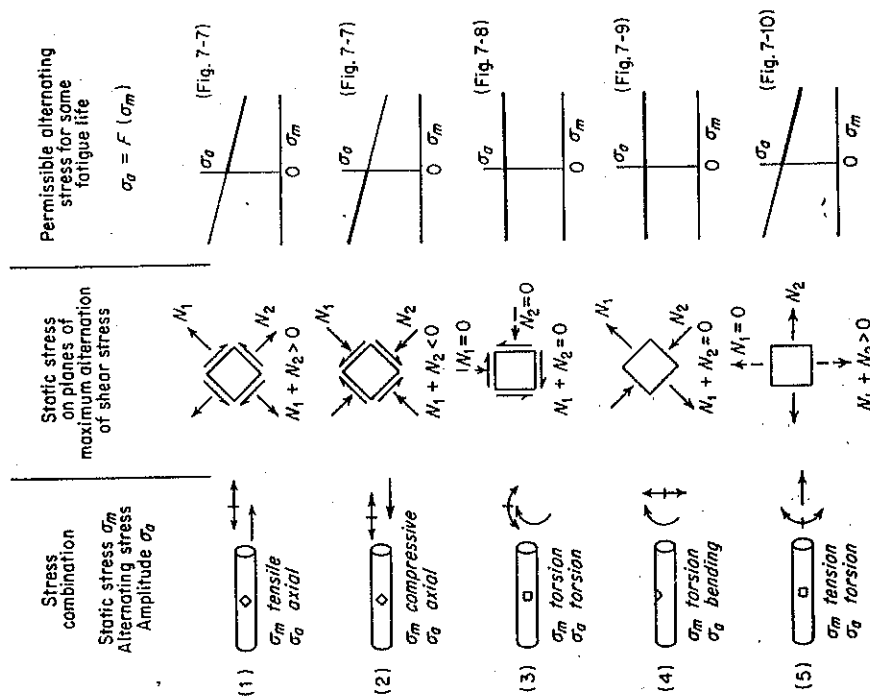 Stress
combination
Static stress σm
Alternating stress
Amplitude σa
Static stress
on planes of
maximum alternation
of shear stress
Permissible alternating
stress for same
fatigue life
σa = F (σm)
(1)
σm tensile
σa axial
N1
N2
N1 + N2 > 0
σa
0 σm
(Fig. 7-7)
(2)
σm compressive
σa axial
N1
N2
N1 + N2 < 0
σa
0 σm
(Fig. 7-7)
(3)
σm torsion
σa torsion
N1 = 0
N2 = 0
N1 + N2 = 0
σa
0 σm
(Fig. 7-8)
(4)
σm torsion
σa bending
N1
N2
N1 + N2 = 0
σa
0 σm
(Fig. 7-9)
(5)
σm tension
σa torsion
N1 = 0
N2
N1 + N2 > 0
σa
0 σm
(Fig. 7-10)